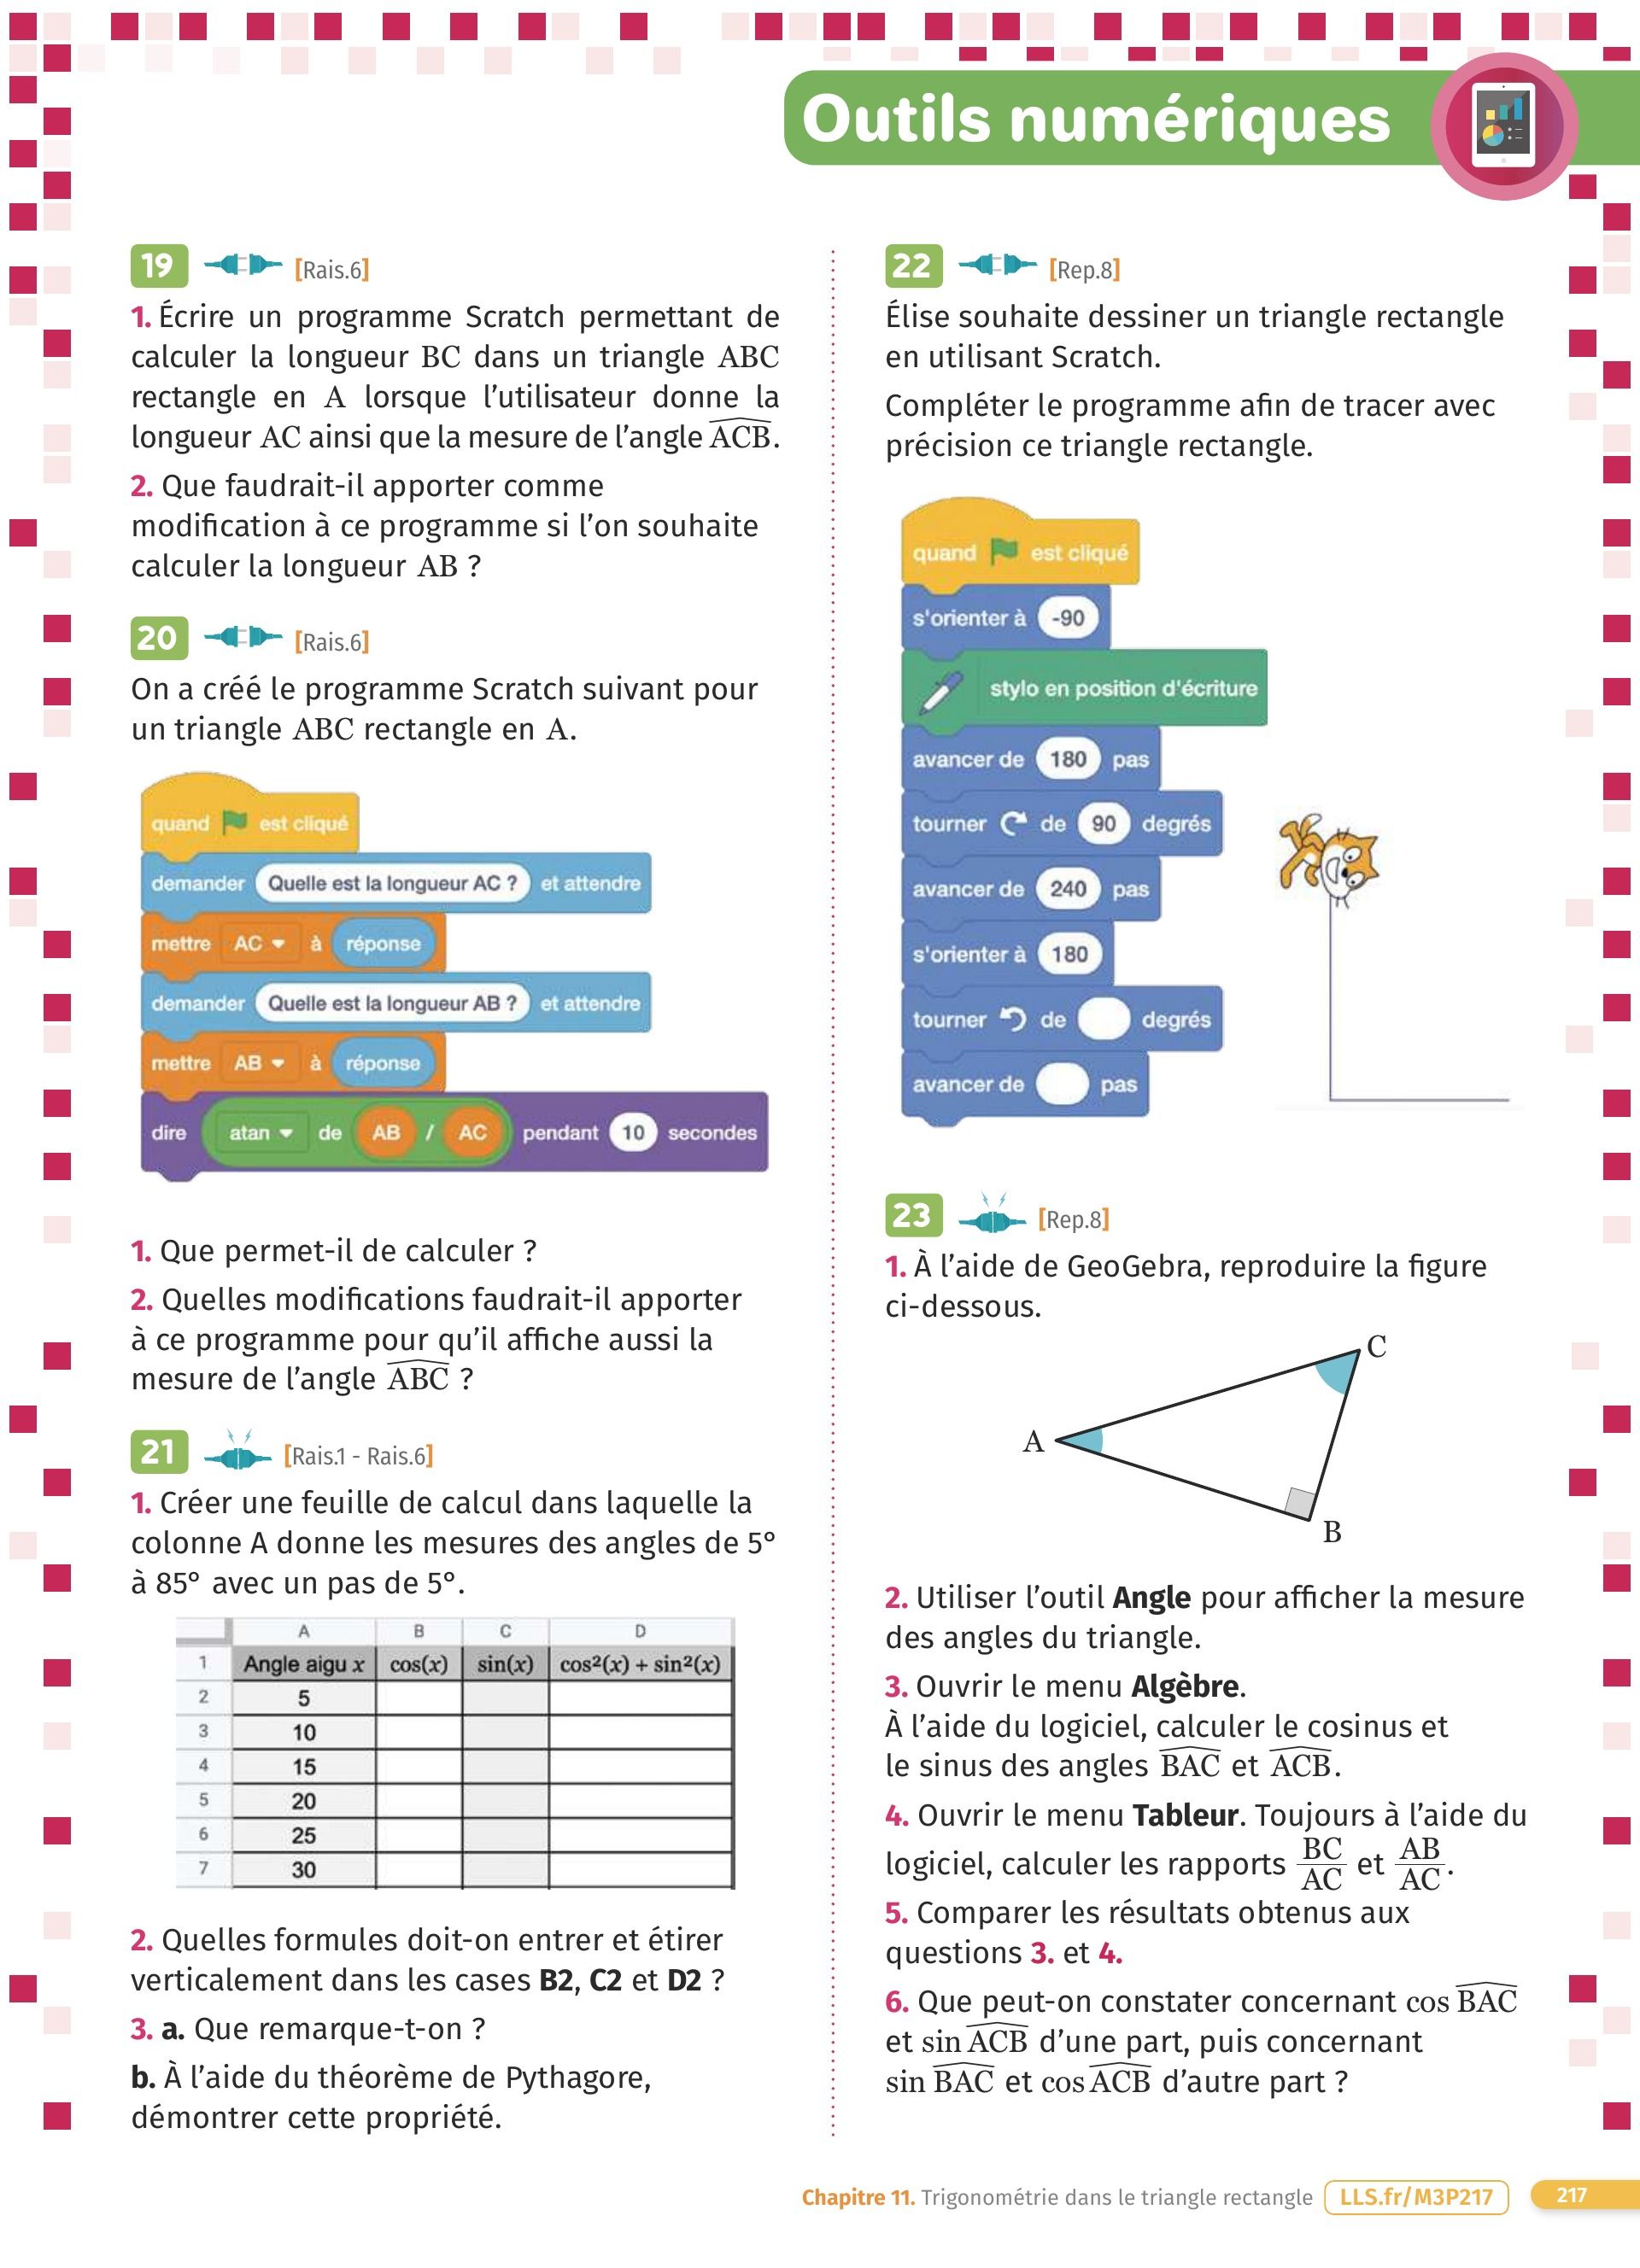 Outils numériques
19 [Rais.6]
1. Écrire un programme Scratch permettant de
calculer la longueur BC dans un triangle ABC
rectangle en A lorsque l'utilisateur donne la
longueur AC ainsi que la mesure de l'angle ACB.
2. Que faudrait-il apporter comme
modification à ce programme si l'on souhaite
calculer la longueur AB ?
20 [Rais.6]
On a créé le programme Scratch suivant pour
un triangle ABC rectangle en A.
quand est cliqué
demander Quelle est la longueur AC ? et attendre
mettre AC à réponse
demander Quelle est la longueur AB ? et attendre
mettre AB à réponse
dire atan de AB / AC pendant 10 secondes
1. Que permet-il de calculer ?
2. Quelles modifications faudrait-il apporter
à ce programme pour qu'il affiche aussi la
mesure de l'angle ABC ?
21 [Rais.1 - Rais.6]
1. Créer une feuille de calcul dans laquelle la
colonne A donne les mesures des angles de 5°
à 85° avec un pas de 5°.
A B C D
1 Angle aigu x cos(x) sin(x) cos²(x) + sin²(x)
2 5
3 10
4 15
5 20
6 25
7 30
2. Quelles formules doit-on entrer et étirer
verticalement dans les cases B2, C2 et D2 ?
3. a. Que remarque-t-on ?
b. À l'aide du théorème de Pythagore,
démontrer cette propriété.
22 [Rep.8]
Élise souhaite dessiner un triangle rectangle
en utilisant Scratch.
Compléter le programme afin de tracer avec
précision ce triangle rectangle.
quand est cliqué
s'orienter à -90
stylo en position d'écriture
avancer de 180 pas
tourner de 90 degrés
avancer de 240 pas
s'orienter à 180
tourner de degrés
avancer de pas
23 [Rep.8]
1. À l'aide de GeoGebra, reproduire la figure
ci-dessous.
C
A
B
2. Utiliser l'outil Angle pour afficher la mesure
des angles du triangle.
3. Ouvrir le menu Algèbre.
À l'aide du logiciel, calculer le cosinus et
le sinus des angles BAC et ACB.
4. Ouvrir le menu Tableur. Toujours à l'aide du
logiciel, calculer les rapports BC/AC et AB/AC.
5. Comparer les résultats obtenus aux
questions 3. et 4.
6. Que peut-on constater concernant cos BAC
et sin ACB d'une part, puis concernant
sin BAC et cos ACB d'autre part ?
Chapitre 11. Trigonométrie dans le triangle rectangle LLS.fr/M3P217 217